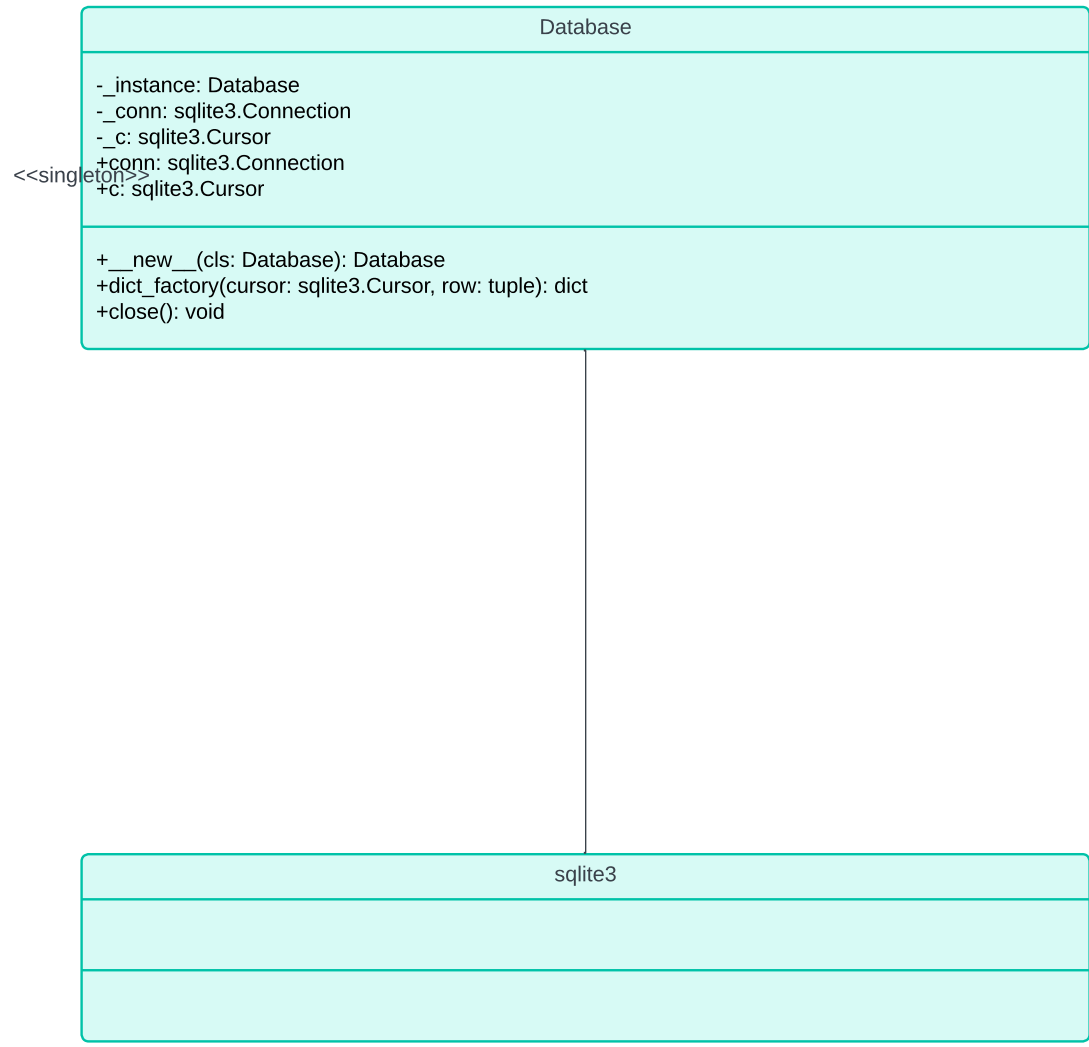 Database
-_instance: Database
-_conn: sqlite3.Connection
-_c: sqlite3.Cursor
+conn: sqlite3.Connection
<<singleton>>
+c: sqlite3.Cursor
+__new__(cls: Database): Database
+dict_factory(cursor: sqlite3.Cursor, row: tuple): dict
+close(): void
sqlite3